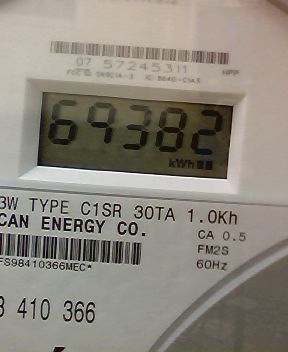 07 57245311
69382
kWh
3W TYPE C1SR 30TA 1.0Kh
CAN ENERGY CO.
CA 0.5
FM2S
FS98410366MEC*
60Hz
3 410 366